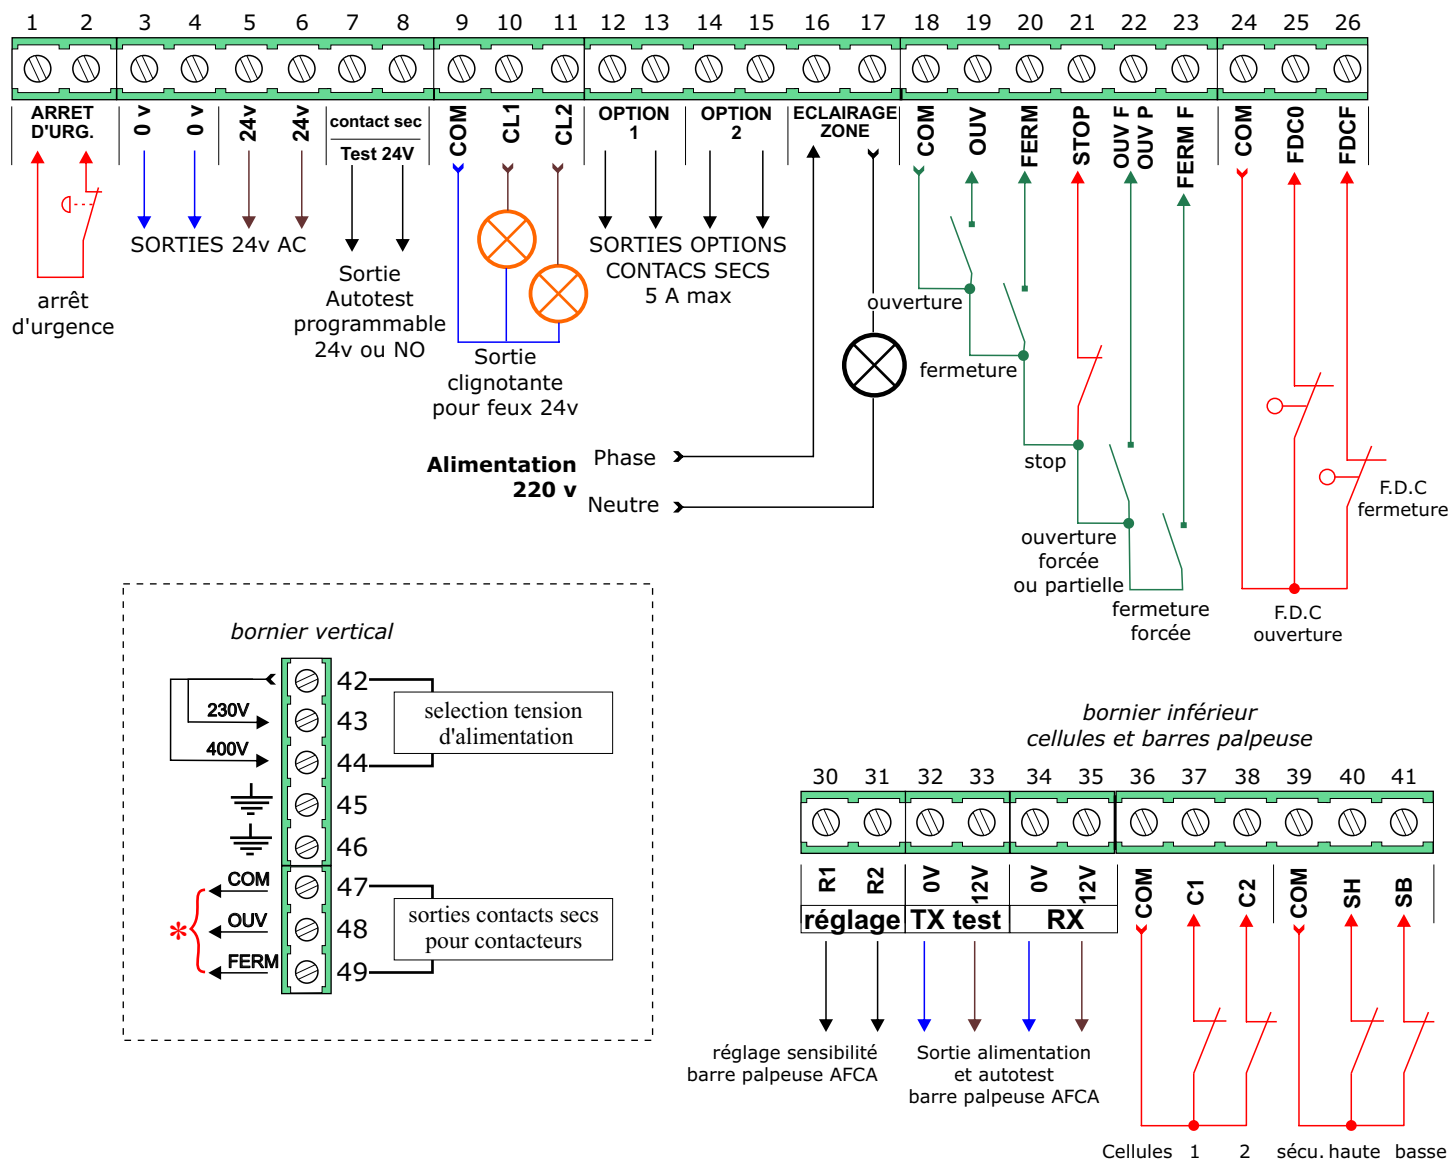 1 2 3 4 5 6 7 8 9 10 11 12 13 14 15 16 17 18 19 20 21 22 23 24 25 26
ARRET
D'URG.
0 v
0 v
24v
24v
contact sec
Test 24V
COM
CL1
CL2
OPTION
1
OPTION
2
ECLAIRAGE
ZONE
COM
OUV
FERM
STOP
OUV F
OUV P
FERM F
COM
FDC0
FDCF
arrêt
d'urgence
SORTIES 24v AC
Sortie
Autotest
programmable
24v ou NO
Sortie
clignotante
pour feux 24v
SORTIES OPTIONS
CONTACS SECS
5 A max
Alimentation
220 v
Phase
Neutre
ouverture
fermeture
stop
ouverture
forcée
ou partielle
fermeture
forcée
F.D.C
ouverture
F.D.C
fermeture
bornier vertical
42
230V
43
400V
44
45
46
COM
47
OUV
48
FERM
49
*
selection tension
d'alimentation
sorties contacts secs
pour contacteurs
bornier inférieur
cellules et barres palpeuse
30 31 32 33 34 35 36 37 38 39 40 41
R1
R2
0V
12V
0V
12V
COM
C1
C2
COM
SH
SB
réglage
TX test
RX
réglage sensibilité
barre palpeuse AFCA
Sortie alimentation
et autotest
barre palpeuse AFCA
Cellules 1 2
sécu. haute basse